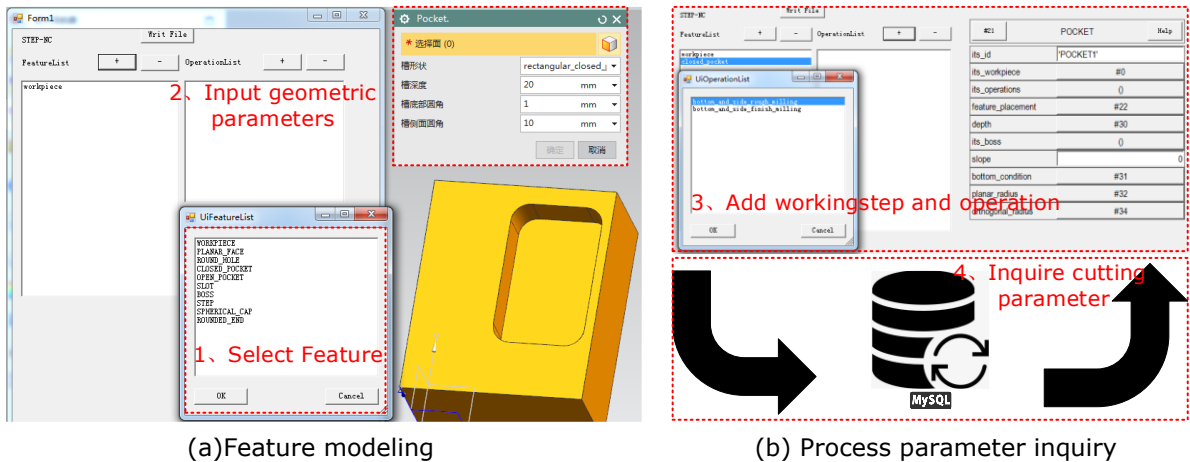 Form1
STEP-NC
Writ File
FeatureList
+
-
OperationList
+
-
workpiece
2、Input geometric
parameters
UiFeatureList
WORKPIECE
PLANAR_FACE
ROUND_HOLE
CLOSED_POCKET
OPEN_POCKET
SLOT
BOSS
STEP
SPHERICAL_CAP
ROUNDED_END
1、Select Feature
OK
Cancel
Pocket.
* 选择面 (0)
槽形状
rectangular_closed_
槽深度
20 mm
槽底部圆角
1 mm
槽侧面圆角
10 mm
确定
取消
(a)Feature modeling
STEP-NC
Writ File
FeatureList
+
-
OperationList
+
-
workpiece
closed_pocket
UiOperationList
bottom_and_side_rough_milling
bottom_and_side_finish_milling
OK
Cancel
#21
POCKET
Help
its_id
'POCKET1'
its_workpiece
#0
its_operations
()
feature_placement
#22
depth
#30
its_boss
()
slope
0
bottom_condition
#31
planar_radius
#32
orthogonal_radius
#34
3、Add workingstep and operation
4、Inquire cutting
parameter
MySQL
(b) Process parameter inquiry